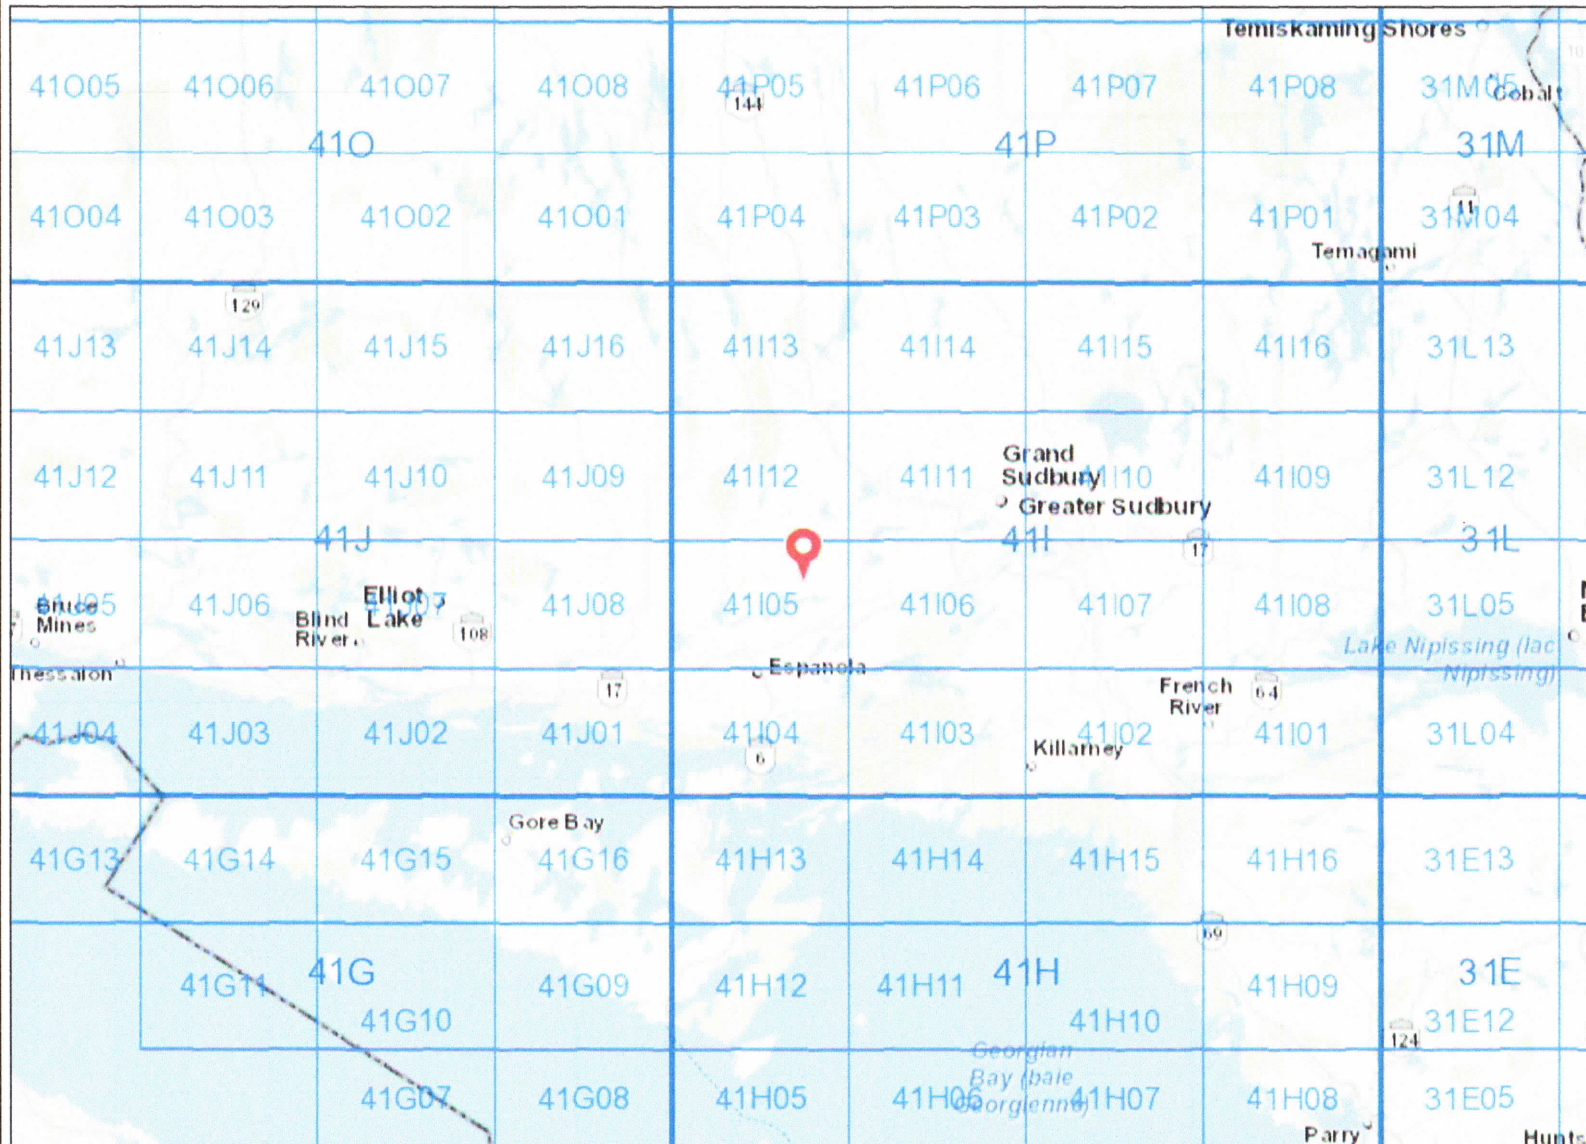 Temiskaming Shores
41O05 41O06 41O07 41O08 41P05 41P06 41P07 41P08 31M05
144
Cobalt
41O 41P 31M
41O04 41O03 41O02 41O01 41P04 41P03 41P02 41P01 31M04
11
Temagami
129
41J13 41J14 41J15 41J16 41I13 41I14 41I15 41I16 31L13
Grand
Sudbury
41J12 41J11 41J10 41J09 41I12 41I11 41I10 41I09 31L12
Greater Sudbury
41J 41I 31L
17
Elliot
Lake
41J05 41J06 41J07 41J08 41I05 41I06 41I07 41I08 31L05
Bruce
Mines
Blind
River
108
Lake Nipissing (lac
Nipissing)
Thessalon
Espanola
17
French
River
64
41J04 41J03 41J02 41J01 41I04 41I03 41I02 41I01 31L04
Killarney
6
Gore Bay
41G13 41G14 41G15 41G16 41H13 41H14 41H15 41H16 31E13
69
41G 41H 31E
41G11 41G09 41H12 41H11 41H09
41G10 41H10 31E12
124
Georgian
Bay (baie
Georgienne)
41G07 41G08 41H05 41H06 41H07 41H08 31E05
Parry
Hunts